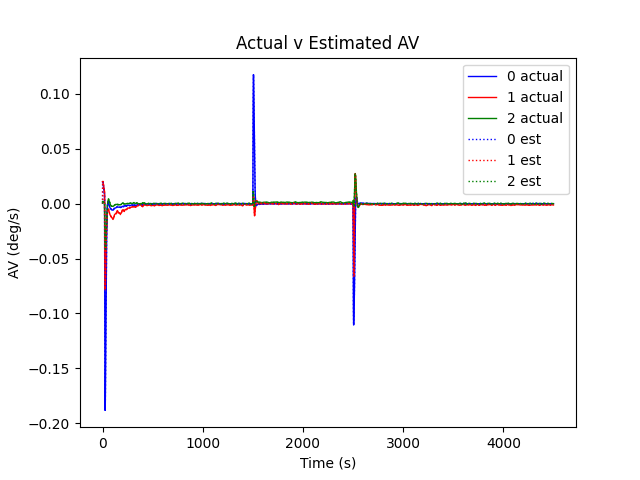 Actual v Estimated AV
0 actual
1 actual
2 actual
0 est
1 est
2 est
0.10
0.05
0.00
−0.05
−0.10
−0.15
−0.20
AV (deg/s)
0 1000 2000 3000 4000
Time (s)